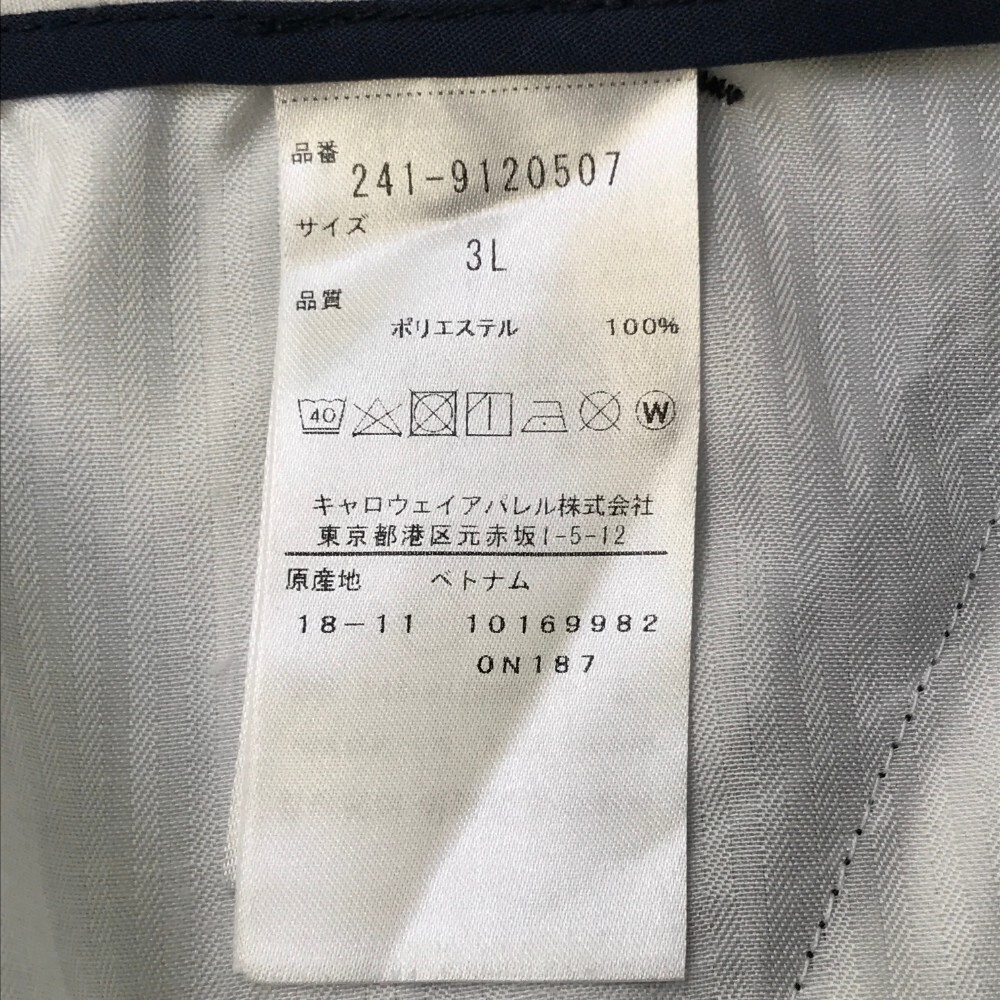 品番
241-9120507
サイズ
3L
品質
ポリエステル 100%
40 W
キャロウェイアパレル株式会社
東京都港区元赤坂1-5-12
原産地 ベトナム
18-11 10169982
0N187